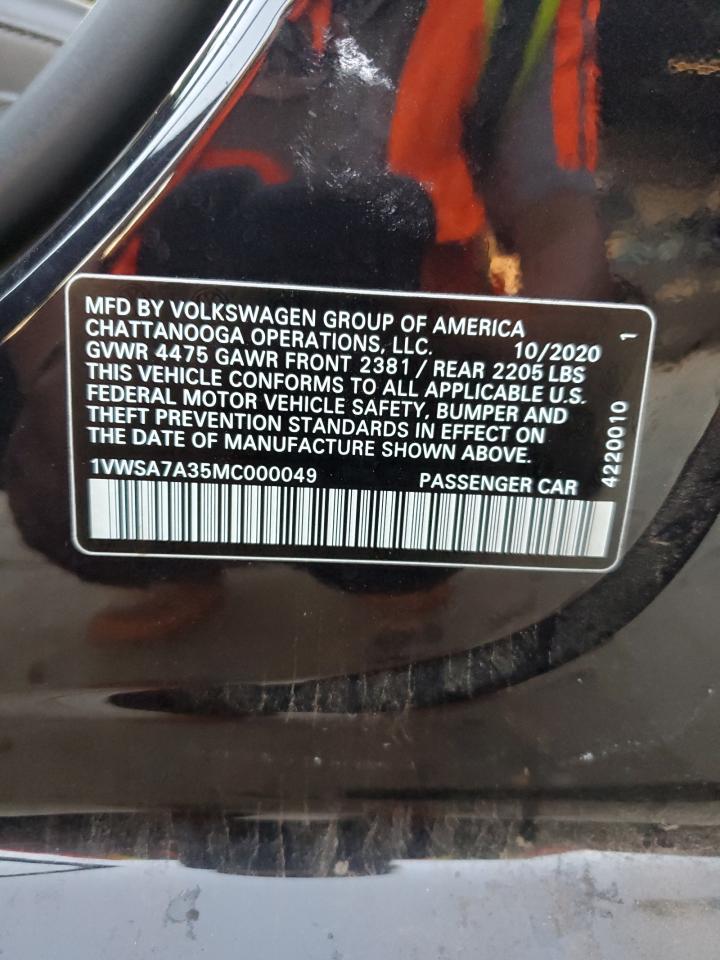 MFD BY VOLKSWAGEN GROUP OF AMERICA
CHATTANOOGA OPERATIONS, LLC. 10/2020
GVWR 4475 GAWR FRONT 2381 / REAR 2205 LBS
THIS VEHICLE CONFORMS TO ALL APPLICABLE U.S.
FEDERAL MOTOR VEHICLE SAFETY, BUMPER AND
THEFT PREVENTION STANDARDS IN EFFECT ON
THE DATE OF MANUFACTURE SHOWN ABOVE.
1VWSA7A35MC000049 PASSENGER CAR
4220010 1